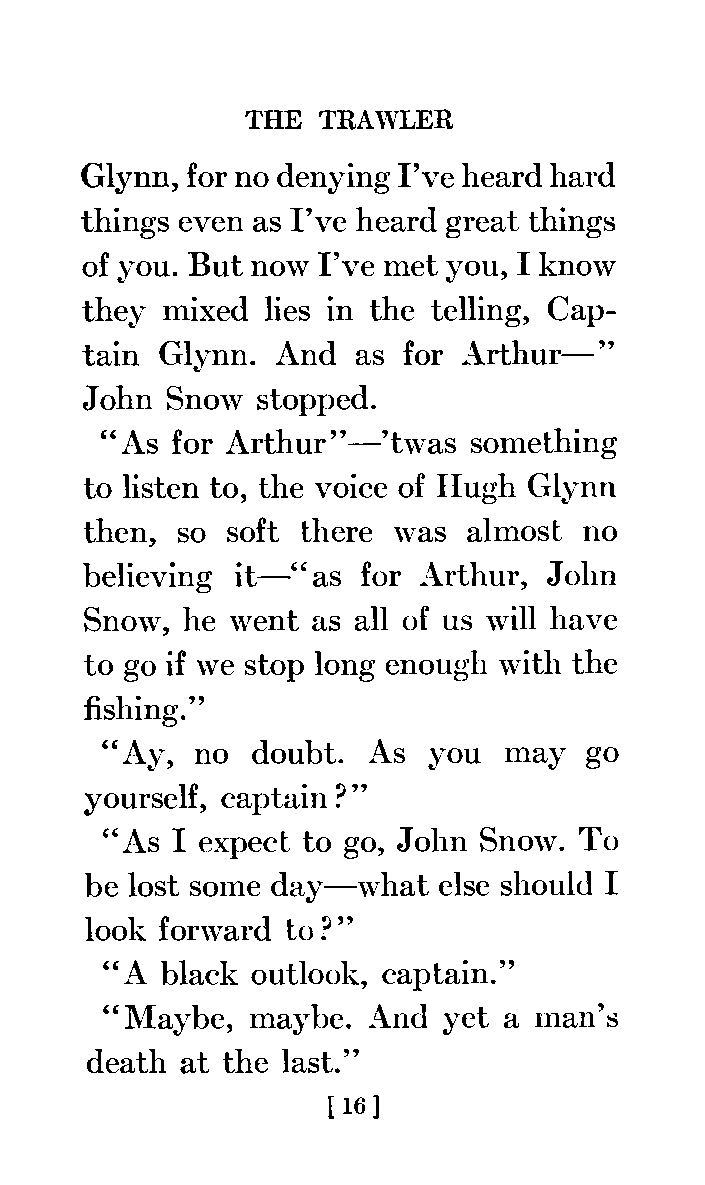 THE TRAWLER
Glynn, for no denying I've heard hard
things even as I've heard great things
of you. But now I've met you, I know
they mixed lies in the telling, Cap-
tain Glynn. And as for Arthur—"
John Snow stopped.
"As for Arthur"—'twas something
to listen to, the voice of Hugh Glynn
then, so soft there was almost no
believing it—"as for Arthur, John
Snow, he went as all of us will have
to go if we stop long enough with the
fishing."
"Ay, no doubt. As you may go
yourself, captain?"
"As I expect to go, John Snow. To
be lost some day—what else should I
look forward to?"
"A black outlook, captain."
"Maybe, maybe. And yet a man's
death at the last."
[ 16 ]